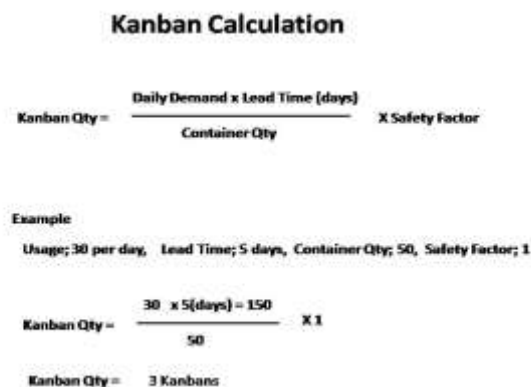 Kanban Calculation
Daily Demand x Lead Time (days)
Kanban Qty =
X Safety Factor
Container Qty
Example
Usage; 30 per day, Lead Time; 5 days, Container Qty; 50, Safety Factor; 1
30 x 5(days) = 150
Kanban Qty =
X 1
50
Kanban Qty = 3 Kanbans